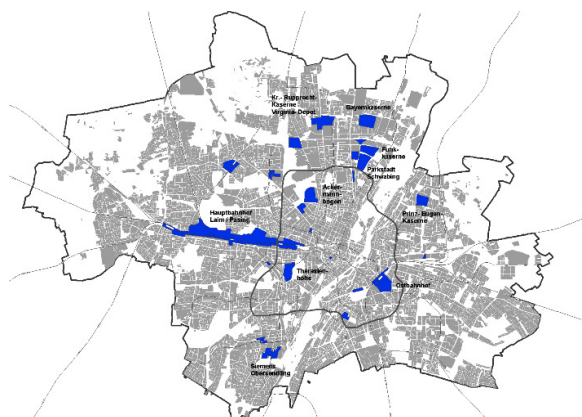 Kr.- Rupprecht-
Kaserne
Virginia- Depot
Bayernkaserne
Funk-
kaserne
Parkstadt
Schwabing
Acker-
mann-
bogen
Prinz- Eugen-
Kaserne
Hauptbahnhof
Laim / Pasing
Theresien-
höhe
Ostbahnhof
Siemens
Obersendling